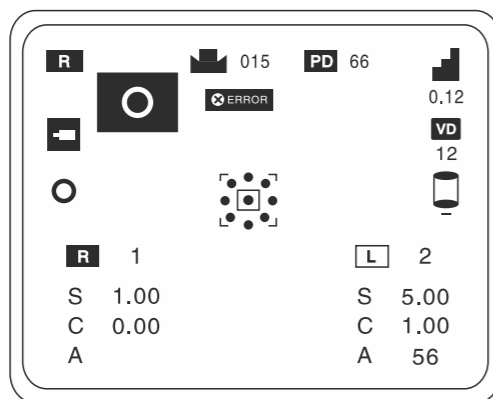 R 015 PD 66
ERROR
0.12
VD
12
R 1 L 2
S 1.00 S 5.00
C 0.00 C 1.00
A A 56